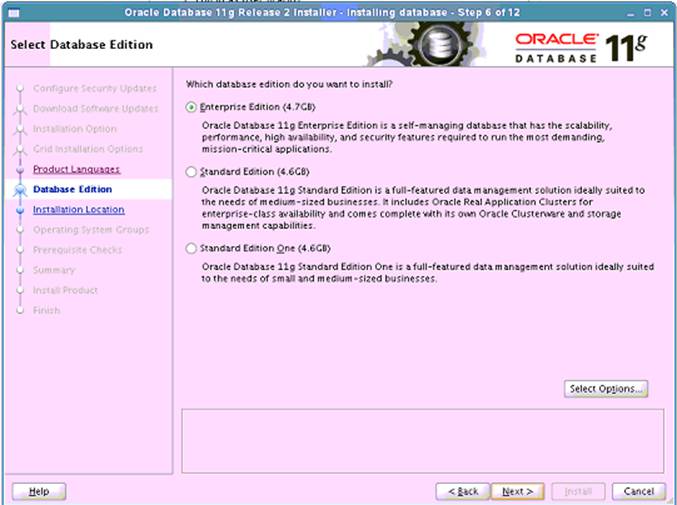 Oracle Database 11g Release 2 Installer - Installing database - Step 6 of 12
Select Database Edition
ORACLE
DATABASE
11g
Configure Security Updates
Download Software Updates
Installation Option
Grid Installation Options
Product Languages
Database Edition
Installation Location
Operating System Groups
Prerequisite Checks
Summary
Install Product
Finish
Which database edition do you want to install?
Enterprise Edition (4.7GB)
Oracle Database 11g Enterprise Edition is a self-managing database that has the scalability,
performance, high availability, and security features required to run the most demanding,
mission-critical applications.
Standard Edition (4.6GB)
Oracle Database 11g Standard Edition is a full-featured data management solution ideally suited to
the needs of medium-sized businesses. It includes Oracle Real Application Clusters for
enterprise-class availability and comes complete with its own Oracle Clusterware and storage
management capabilities.
Standard Edition One (4.6GB)
Oracle Database 11g Standard Edition One is a full-featured data management solution ideally suited
to the needs of small and medium-sized businesses.
Select Options...
Help
< Back
Next >
Install
Cancel